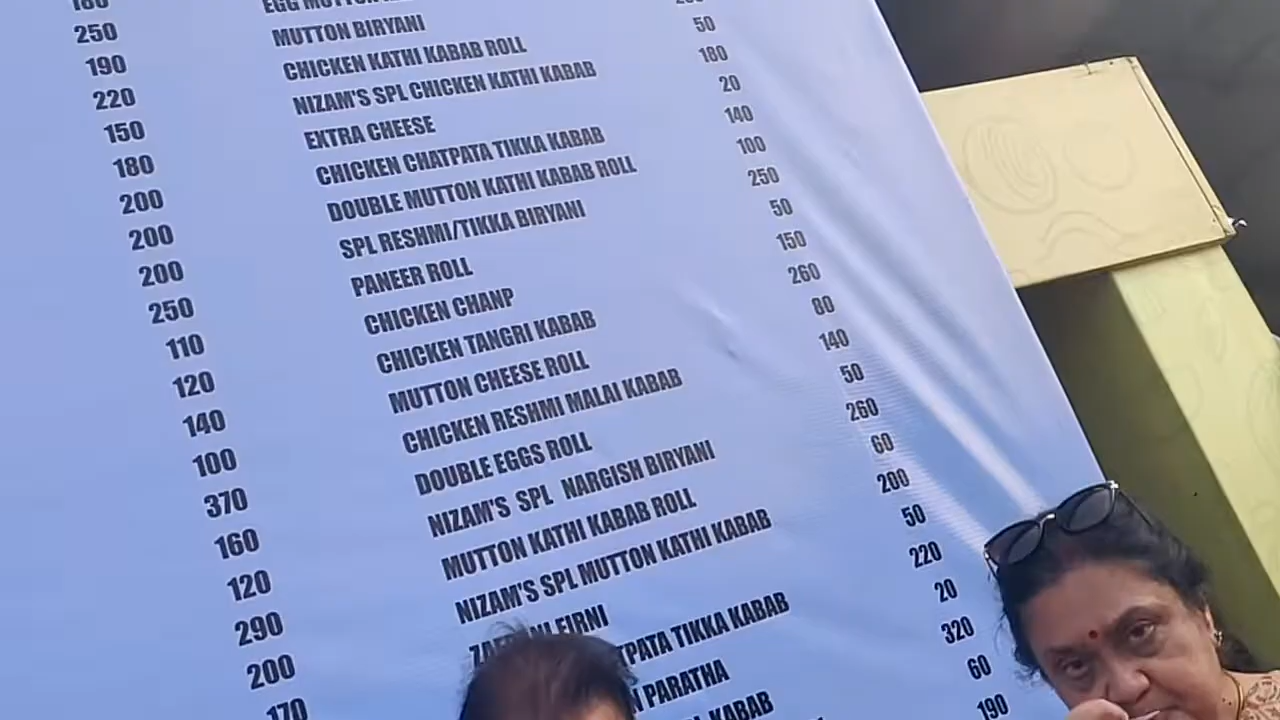 180
250 EGG MUTTON
190 MUTTON BIRYANI
220 CHICKEN KATHI KABAB ROLL 50
150 NIZAM'S SPL CHICKEN KATHI KABAB 180
180 EXTRA CHEESE 20
200 CHICKEN CHATPATA TIKKA KABAB 140
200 DOUBLE MUTTON KATHI KABAB ROLL 100
200 SPL RESHMI/TIKKA BIRYANI 250
250 PANEER ROLL 50
110 CHICKEN CHANP 150
120 CHICKEN TANGRI KABAB 260
140 MUTTON CHEESE ROLL 80
100 CHICKEN RESHMI MALAI KABAB 140
370 DOUBLE EGGS ROLL 50
160 NIZAM'S SPL NARGISH BIRYANI 260
120 MUTTON KATHI KABAB ROLL 60
290 NIZAM'S SPL MUTTON KATHI KABAB 200
200 FIRNI 50
170 TIKKA KABAB 220
PARATHA 20
KABAB 320
60
190